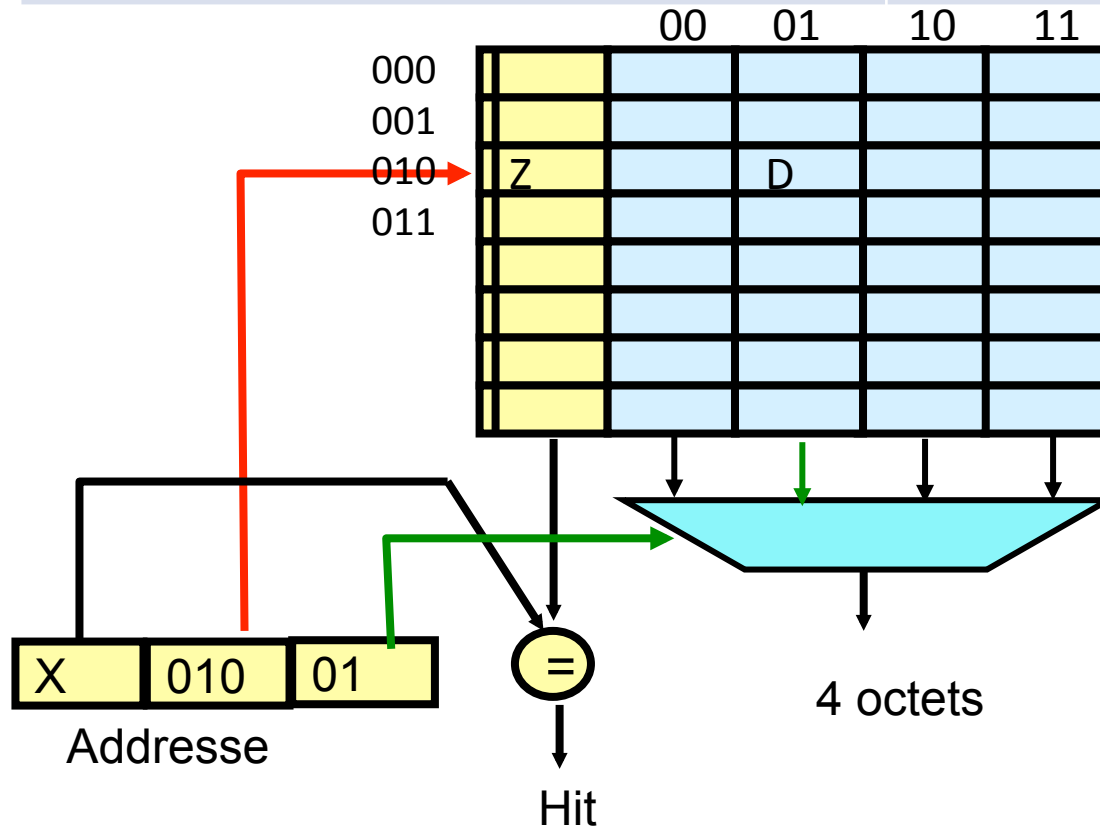 00 01 10 11
000
001
010 Z D
011
X 010 01
=
4 octets
Addresse
Hit